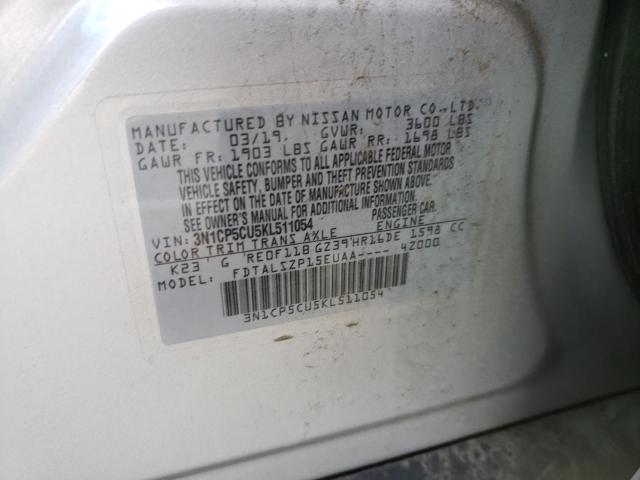 MANUFACTURED BY NISSAN MOTOR CO.,LTD.
DATE: 03/19. GVWR: 3600 LBS
GAWR FR: 1903 LBS GAWR RR: 1698 LBS
THIS VEHICLE CONFORMS TO ALL APPLICABLE FEDERAL MOTOR
VEHICLE SAFETY, BUMPER AND THEFT PREVENTION STANDARDS
IN EFFECT ON THE DATE OF MANUFACTURE SHOWN ABOVE.
SEE OWNER'S MANUAL FOR ADDITIONAL INFORMATION.
VIN: 3N1CP5CU5KL511054 PASSENGER CAR.
COLOR TRIM TRANS AXLE ENGINE
K23 G RE0F11B GZ39 HR16DE 1598 CC
MODEL: FDTALSZP15EUAA---- 4Z000
3N1CP5CU5KL511054